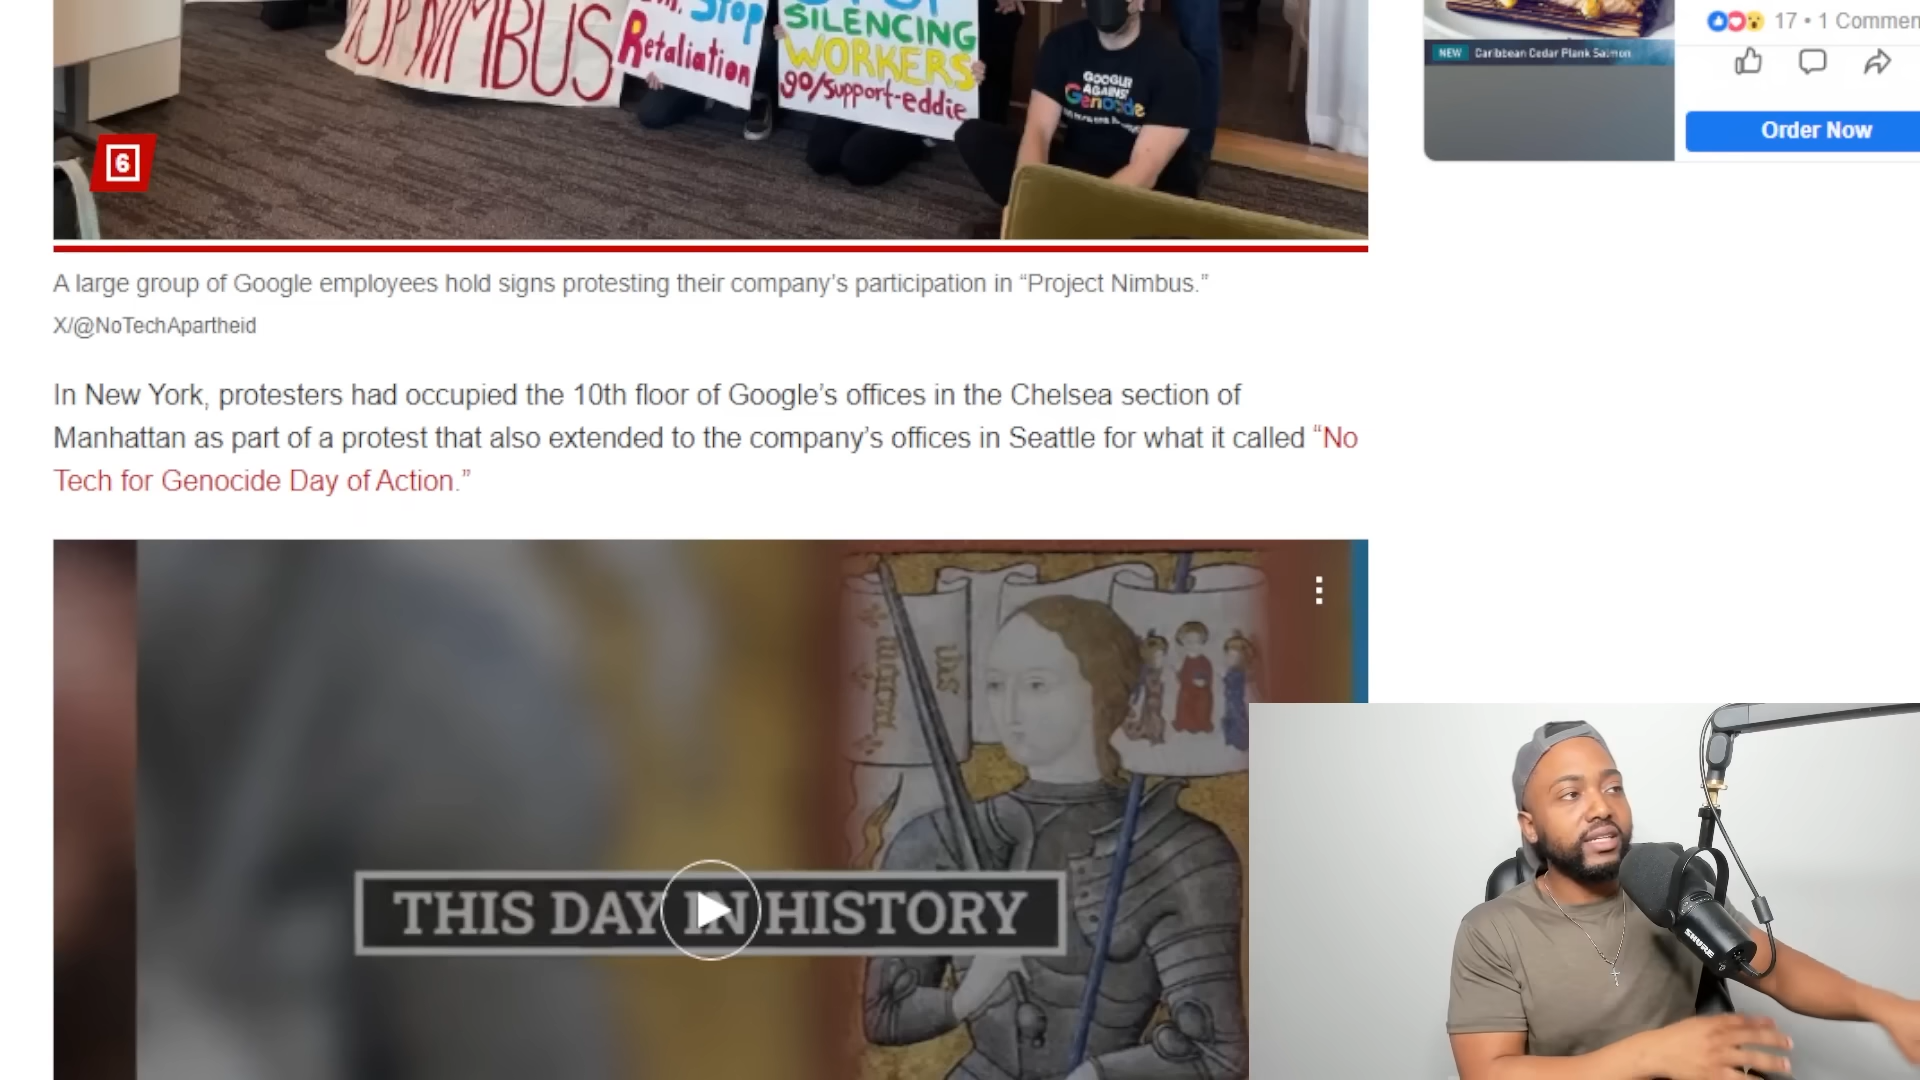 NIMBUS
Stop
Retaliation
SILENCING
WORKERS
go/support-eddie
GOOGLER
AGAINST
Genocide
6
NEW Caribbean Cedar Plank Salmon
17 • 1 Commen
Order Now
A large group of Google employees hold signs protesting their company’s participation in “Project Nimbus.”
X/@NoTechApartheid
In New York, protesters had occupied the 10th floor of Google’s offices in the Chelsea section of
Manhattan as part of a protest that also extended to the company’s offices in Seattle for what it called “No
Tech for Genocide Day of Action.”
THIS DAY IN HISTORY
SHURE